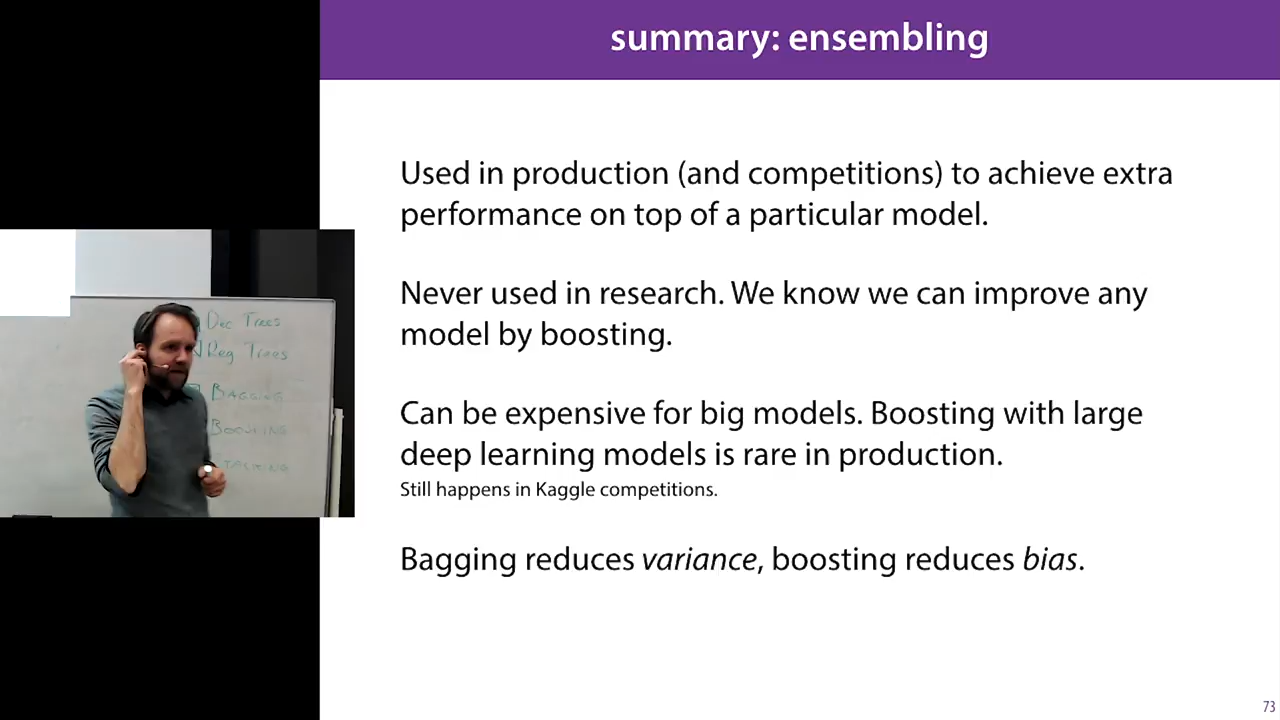 summary: ensembling
Used in production (and competitions) to achieve extra
performance on top of a particular model.
Never used in research. We know we can improve any
model by boosting.
Can be expensive for big models. Boosting with large
deep learning models is rare in production.
Still happens in Kaggle competitions.
Bagging reduces variance, boosting reduces bias.
Dec Trees
Reg Trees
BAGGING
BOOSTING
73